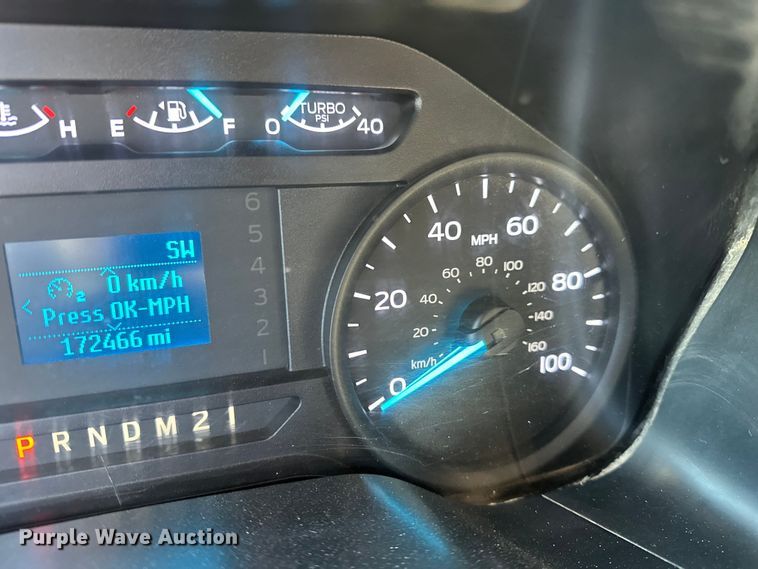 H E F 0 TURBO PSI 40
6
5
4
3
2
1
SW
2 0 km/h
Press OK-MPH
172466 mi
P R N D M 2 1
0 20 40 60 80 100
MPH
20 40 60 80 100 120 140 160
km/h
Purple Wave Auction